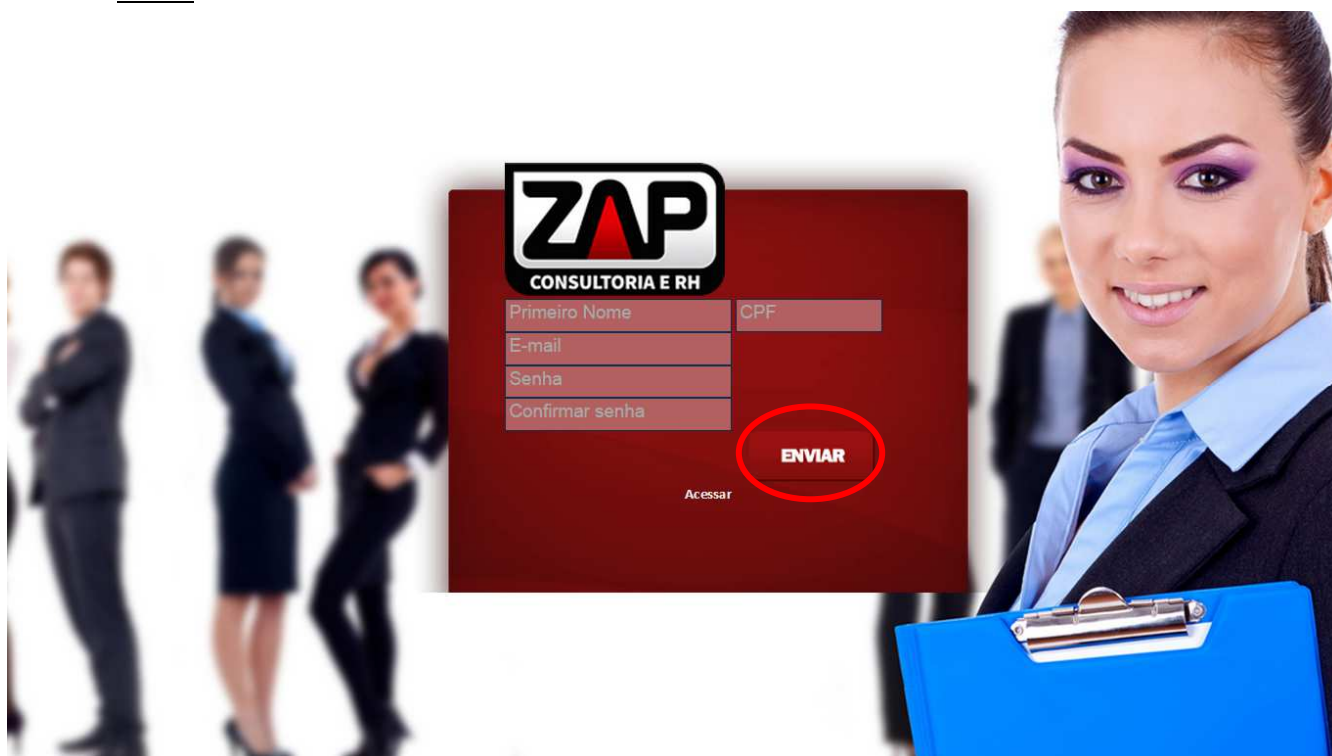 ZAP
CONSULTORIA E RH
Primeiro Nome
CPF
E-mail
Senha
Confirmar senha
ENVIAR
Acessar